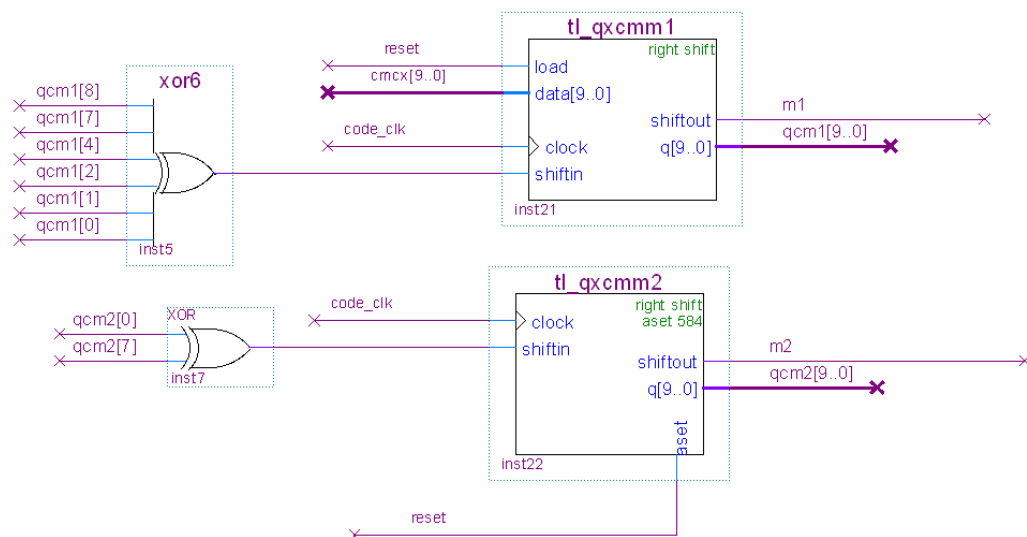 xor6
qcm1[8]
qcm1[7]
qcm1[4]
qcm1[2]
qcm1[1]
qcm1[0]
inst5
tl_qxcmm1
right shift
reset
load
cmcx[9..0]
data[9..0]
code_clk
clock
shiftin
shiftout
m1
q[9..0]
qcm1[9..0]
inst21
XOR
qcm2[0]
qcm2[7]
inst7
tl_qxcmm2
right shift
aset 584
code_clk
clock
shiftin
shiftout
m2
q[9..0]
qcm2[9..0]
aset
inst22
reset